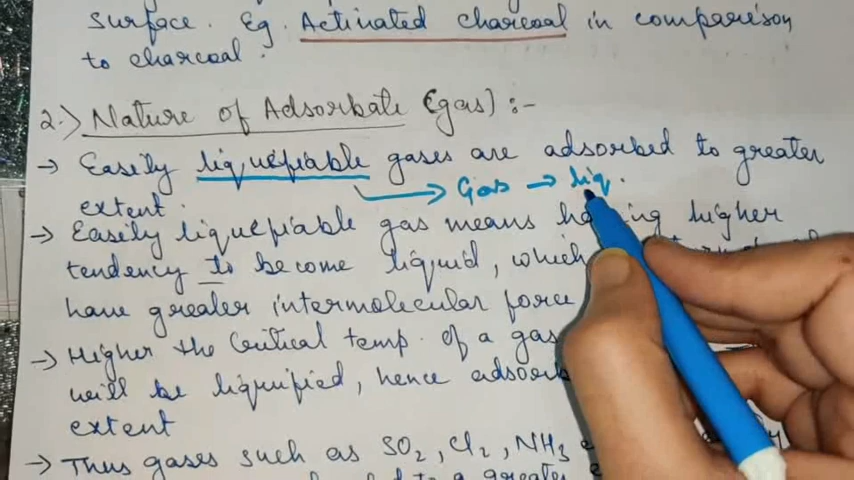 surface. Eg. Activated charcoal in comparison
to charcoal.
2.) Nature of Adsorbate (gas) :-
→ Easily liquefiable gases are adsorbed to greater
extent.
→ Gas → liq.
→ Easily liquefiable gas means having higher
tendency to become liquid, which
have greater intermolecular force
→ Higher the Critical temp. of a gas
will be liquified, hence
extent
→ Thus gases such as SO2, Cl2, NH3
to a greater